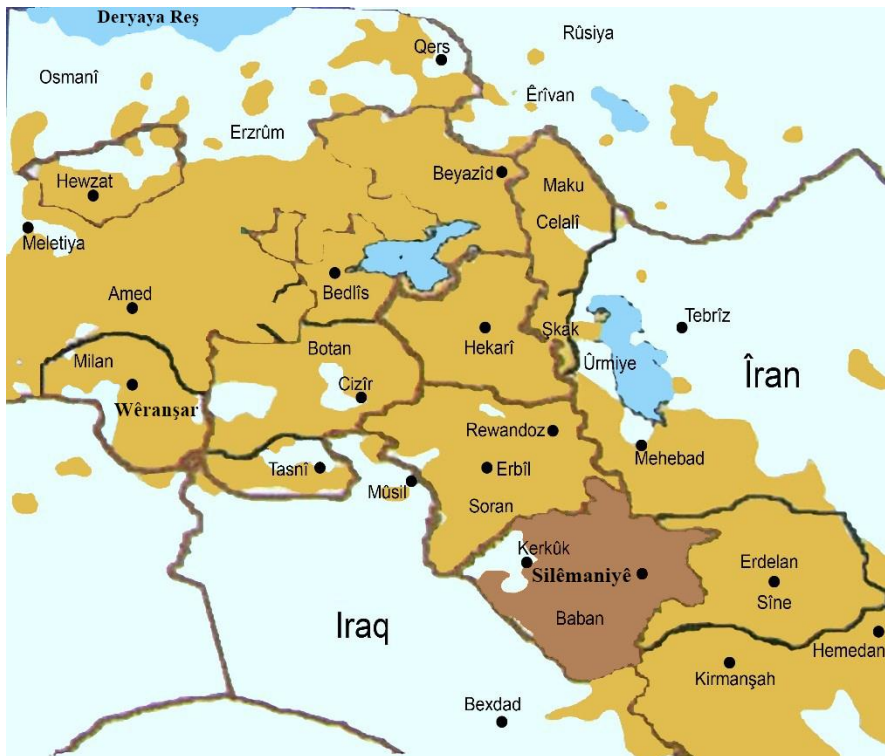 Deryaya Reş
Rûsiya
Qers
Osmanî
Êrîvan
Erzrûm
Beyazîd
Maku
Hewzat
Celalî
Meletiya
Bedlîs
Amed
Şkak
Tebrîz
Hekarî
Botan
Milan
Ûrmiye
Îran
Cizîr
Wêranşar
Rewandoz
Mehebad
Tasnî
Erbîl
Mûsil
Soran
Kerkûk
Erdelan
Silêmaniyê
Sîne
Baban
Iraq
Hemedan
Kirmanşah
Bexdad